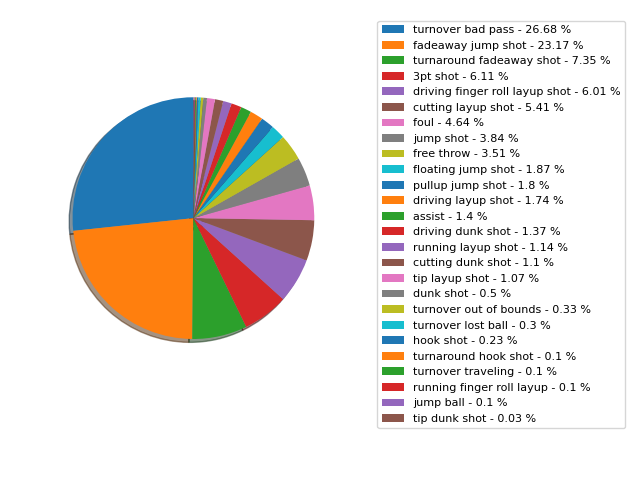 turnover bad pass - 26.68 %
fadeaway jump shot - 23.17 %
turnaround fadeaway shot - 7.35 %
3pt shot - 6.11 %
driving finger roll layup shot - 6.01 %
cutting layup shot - 5.41 %
foul - 4.64 %
jump shot - 3.84 %
free throw - 3.51 %
floating jump shot - 1.87 %
pullup jump shot - 1.8 %
driving layup shot - 1.74 %
assist - 1.4 %
driving dunk shot - 1.37 %
running layup shot - 1.14 %
cutting dunk shot - 1.1 %
tip layup shot - 1.07 %
dunk shot - 0.5 %
turnover out of bounds - 0.33 %
turnover lost ball - 0.3 %
hook shot - 0.23 %
turnaround hook shot - 0.1 %
turnover traveling - 0.1 %
running finger roll layup - 0.1 %
jump ball - 0.1 %
tip dunk shot - 0.03 %